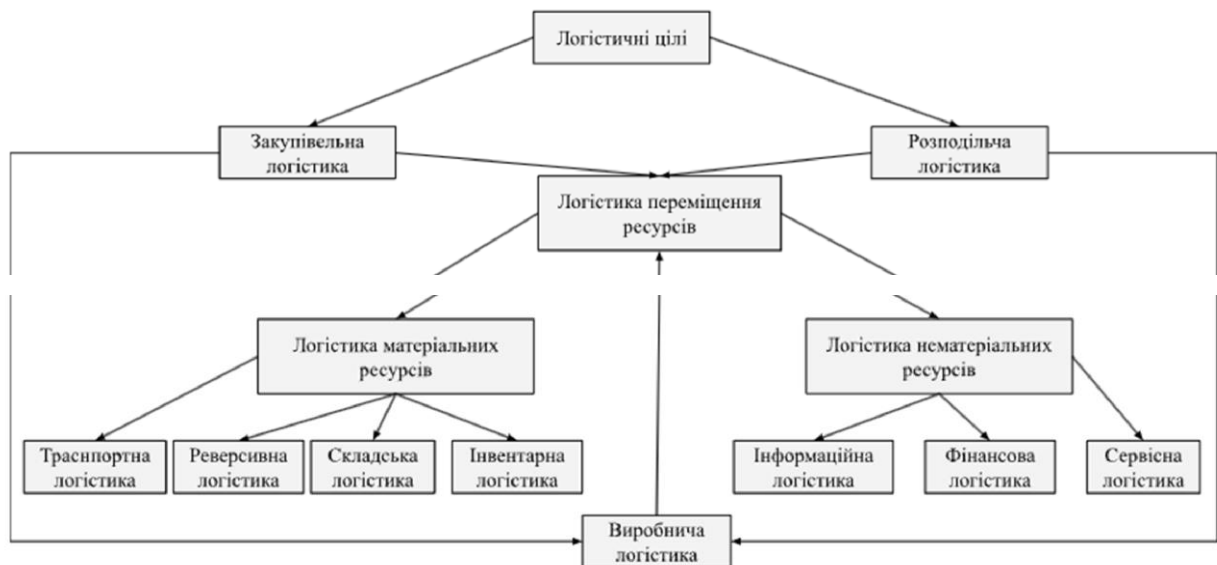 Логістичні цілі
Закупівельна
логістика
Розподільча
логістика
Логістика переміщення
ресурсів
Логістика матеріальних
ресурсів
Логістика нематеріальних
ресурсів
Траснпортна
логістика
Реверсивна
логістика
Складська
логістика
Інвентарна
логістика
Інформаційна
логістика
Фінансова
логістика
Сервісна
логістика
Виробнича
логістика